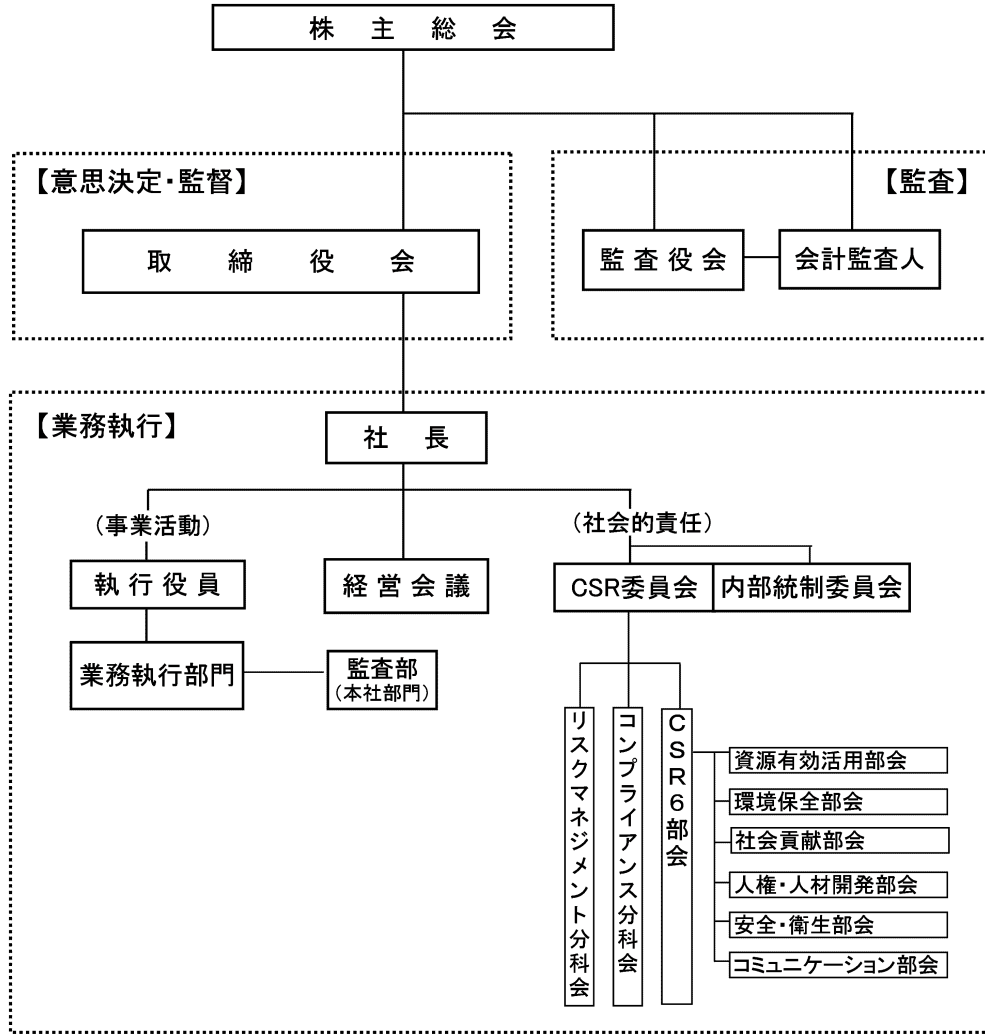 株主総会
【意思決定・監督】
【監査】
取締役会
監査役会
会計監査人
【業務執行】
社長
（事業活動）
（社会的責任）
執行役員
経営会議
CSR委員会
内部統制委員会
業務執行部門
監査部
（本社部門）
リスクマネジメント分科会
コンプライアンス分科会
CSR6部会
資源有効活用部会
環境保全部会
社会貢献部会
人権・人材開発部会
安全・衛生部会
コミュニケーション部会